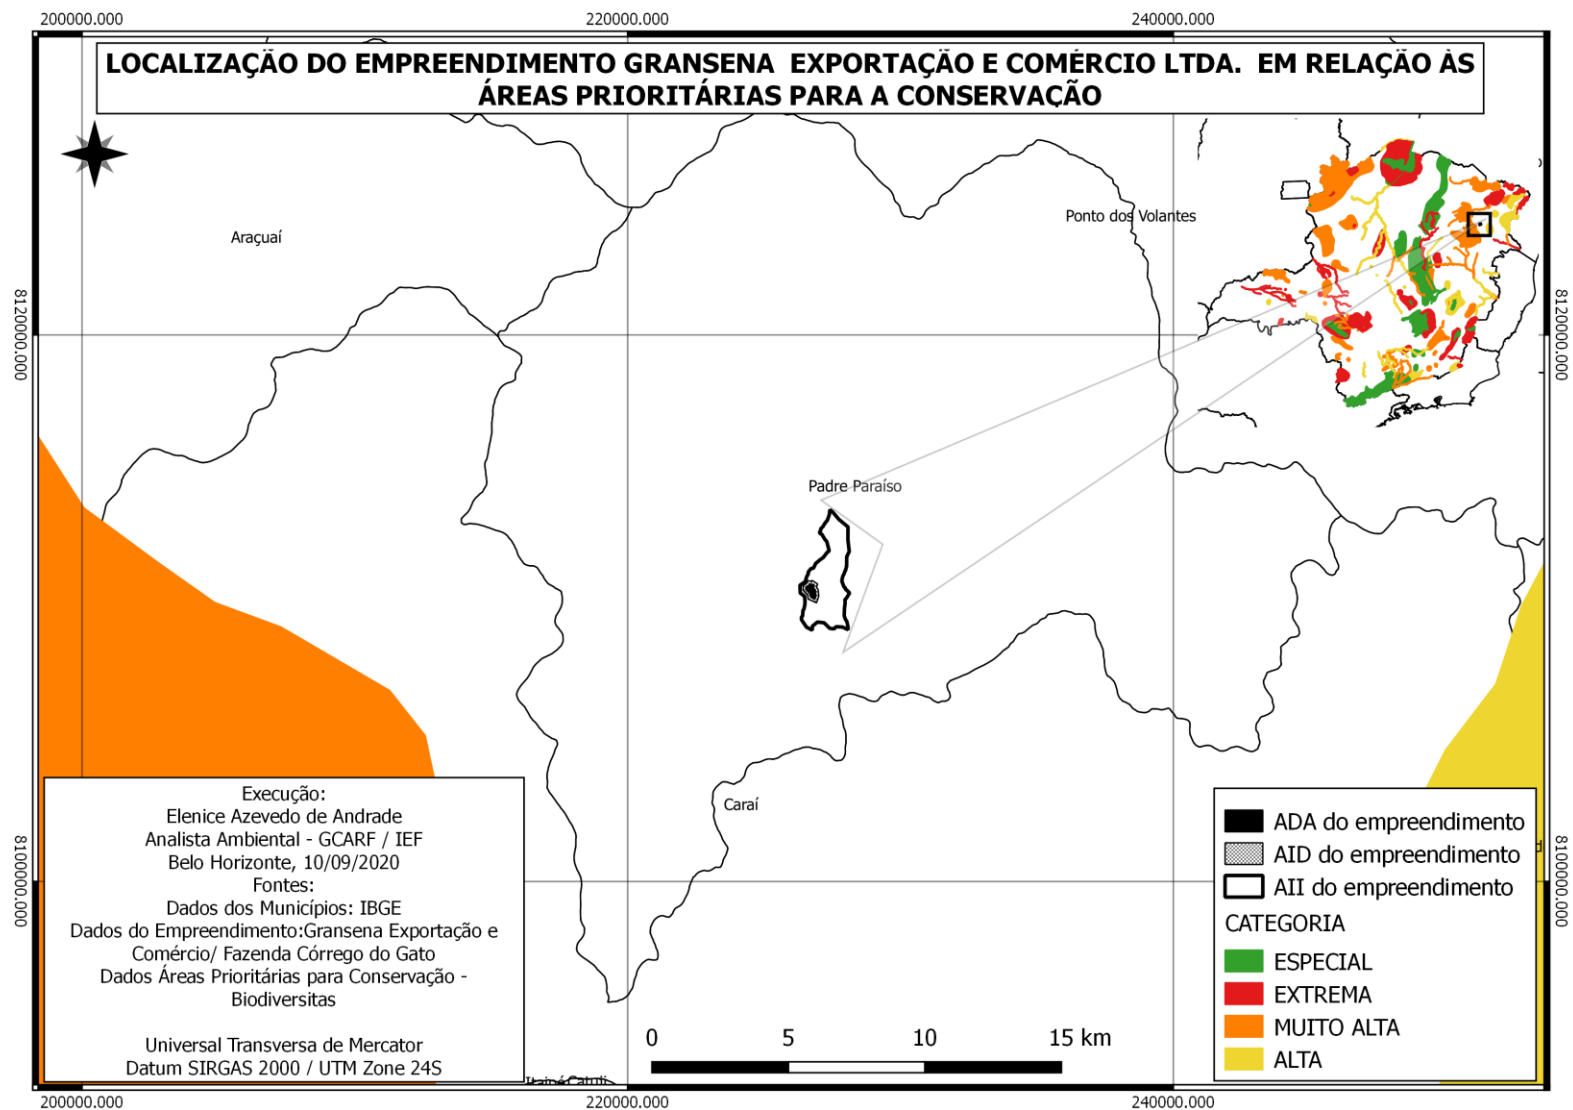 200000.000 220000.000 240000.000
LOCALIZAÇÃO DO EMPREENDIMENTO GRANSENA EXPORTAÇÃO E COMÉRCIO LTDA. EM RELAÇÃO ÀS
ÁREAS PRIORITÁRIAS PARA A CONSERVAÇÃO
Ponto dos Volantes
Araçuaí
8120000.000
8120000.000
Padre Paraíso
Caraí
8100000.000
8100000.000
Execução:
Elenice Azevedo de Andrade
Analista Ambiental - GCARF / IEF
Belo Horizonte, 10/09/2020
Fontes:
Dados dos Municípios: IBGE
Dados do Empreendimento:Gransena Exportação e
Comércio/ Fazenda Córrego do Gato
Dados Áreas Prioritárias para Conservação -
Biodiversitas
Universal Transversa de Mercator
Datum SIRGAS 2000 / UTM Zone 24S
0 5 10 15 km
ADA do empreendimento
AID do empreendimento
AII do empreendimento
CATEGORIA
ESPECIAL
EXTREMA
MUITO ALTA
ALTA
200000.000 220000.000 240000.000